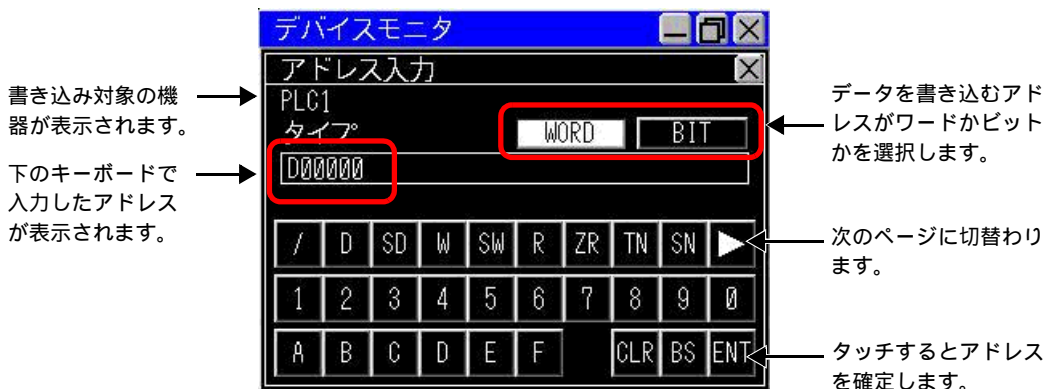 デバイスモニタ
アドレス入力
PLC1
タイプ
WORD BIT
D00000
/ D SD W SW R ZR TN SN ▶
1 2 3 4 5 6 7 8 9 0
A B C D E F CLR BS ENT
書き込み対象の機
器が表示されます。
下のキーボードで
入力したアドレス
が表示されます。
データを書き込むアド
レスがワードかビット
かを選択します。
次のページに切替わり
ます。
タッチするとアドレス
を確定します。